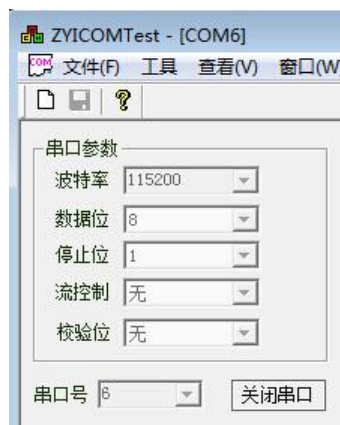 ZYICOMTest - [COM6]
COM 文件(F) 工具 查看(V) 窗口(W
串口参数
波特率 115200
数据位 8
停止位 1
流控制 无
校验位 无
串口号 6 关闭串口